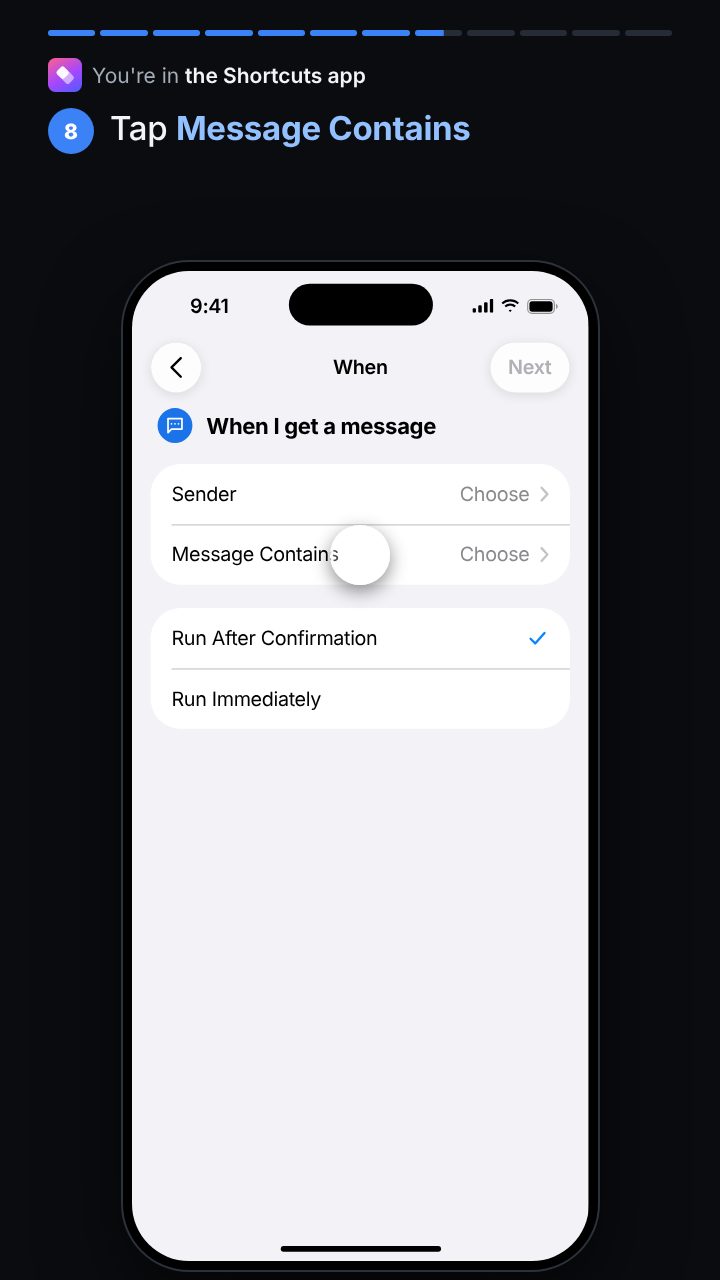 You're in the Shortcuts app
8 Tap Message Contains
9:41
When
Next
When I get a message
Sender Choose
Message Contains Choose
Run After Confirmation
Run Immediately